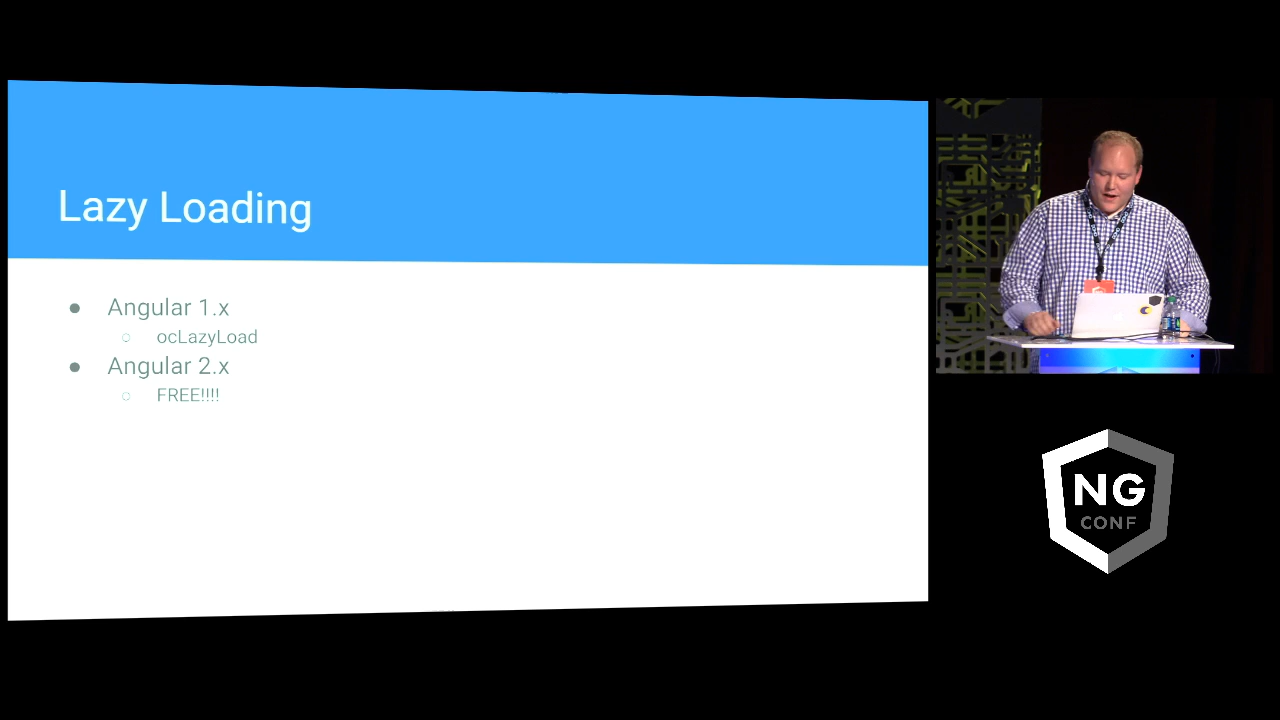 Lazy Loading
● Angular 1.x
○ ocLazyLoad
● Angular 2.x
○ FREE!!!!
NG
CONF